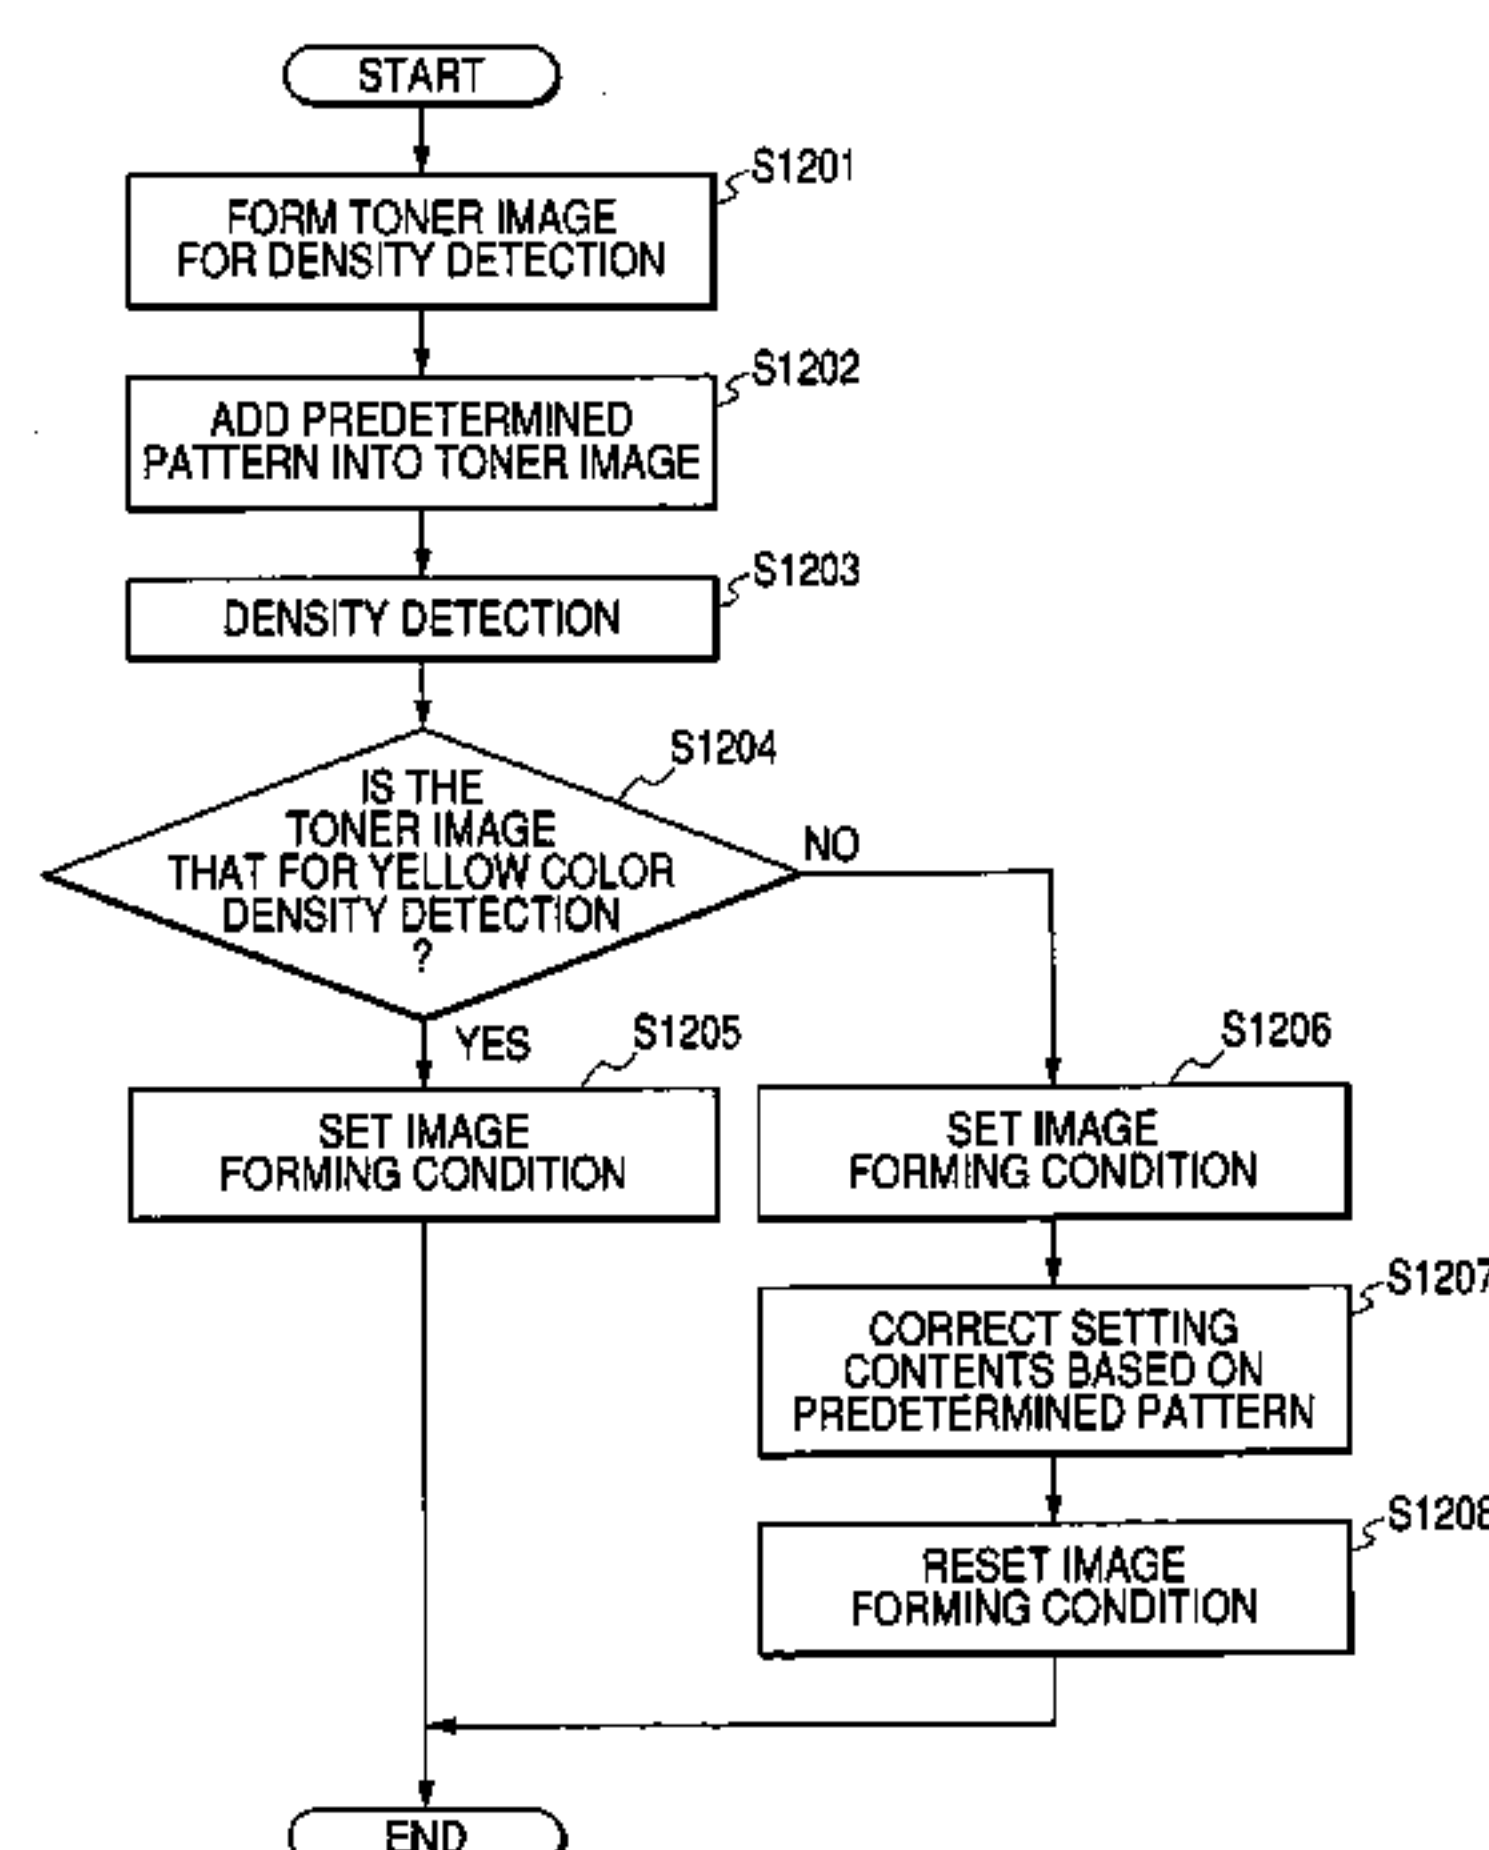 START
S1201
FORM TONER IMAGE
FOR DENSITY DETECTION
S1202
ADD PREDETERMINED
PATTERN INTO TONER IMAGE
S1203
DENSITY DETECTION
S1204
IS THE
TONER IMAGE
THAT FOR YELLOW COLOR
DENSITY DETECTION
?
NO
YES
S1205
SET IMAGE
FORMING CONDITION
S1206
SET IMAGE
FORMING CONDITION
S1207
CORRECT SETTING
CONTENTS BASED ON
PREDETERMINED PATTERN
S1208
RESET IMAGE
FORMING CONDITION
END